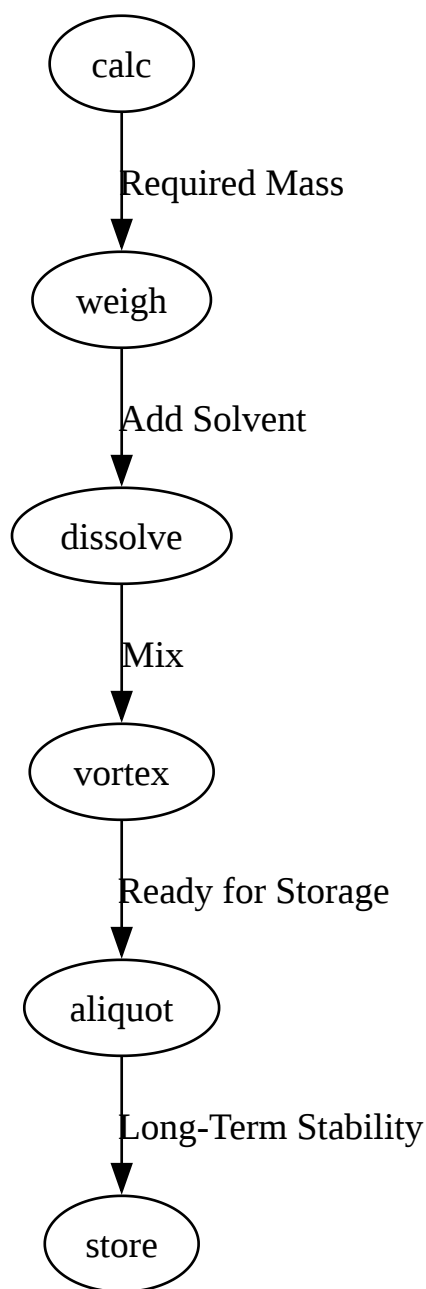 calc
Required Mass
weigh
Add Solvent
dissolve
Mix
vortex
Ready for Storage
aliquot
Long-Term Stability
store